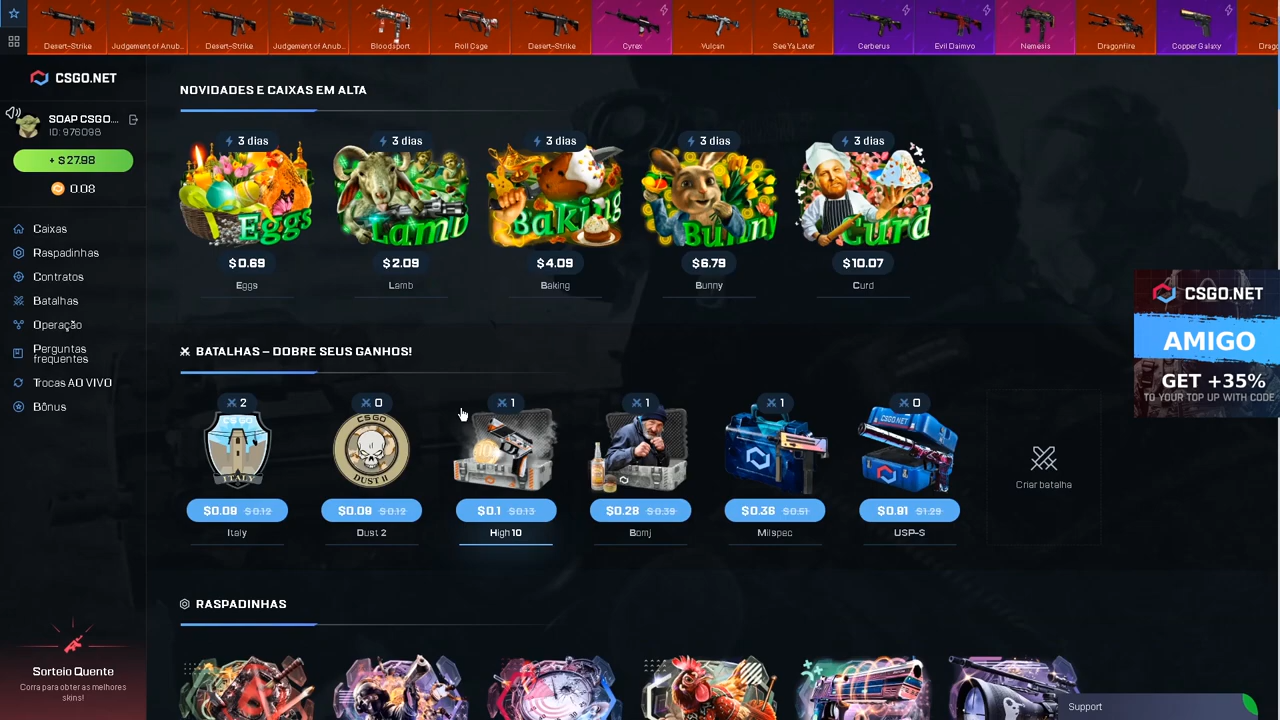 Desert-Strike
Judgement of Anub...
Desert-Strike
Judgement of Anub...
Bloodsport
Roll Cage
Desert-Strike
Cyrex
Vulcan
See Ya Later
Cerberus
Evil Daimyo
Nemesis
Dragonfire
Copper Galaxy
CSGO.NET
SOAP CSGO....
ID: 976098
+ $ 27.98
0.08
Caixas
Raspadinhas
Contratos
Batalhas
Operação
Perguntas
frequentes
Trocas AO VIVO
Bônus
Sorteio Quente
Corra para obter as melhores
skins!
NOVIDADES E CAIXAS EM ALTA
3 dias
3 dias
3 dias
3 dias
3 dias
Eggs
Lamb
Baking
Bunny
Curd
$0.69
$2.09
$4.09
$6.79
$10.07
Eggs
Lamb
Baking
Bunny
Curd
BATALHAS – DOBRE SEUS GANHOS!
2
0
1
1
1
0
CS GO
ITALY
CS GO
DUST II
CSGO.NET
$0.09 $0.12
$0.09 $0.12
$0.1 $0.13
$0.28 $0.39
$0.36 $0.51
$0.91 $1.29
Italy
Dust 2
High 10
Bomj
Milspec
USP-S
Criar batalha
RASPADINHAS
CSGO.NET
AMIGO
GET +35%
TO YOUR TOP UP WITH CODE
Support